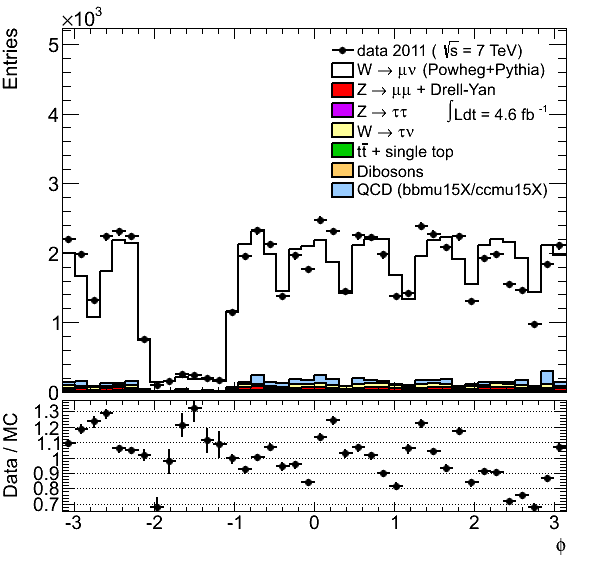 ×10³
Entries
5
4
3
2
1
0
data 2011 ( √s = 7 TeV)
W → μν (Powheg+Pythia)
Z → μμ + Drell-Yan
Z → ττ
∫Ldt = 4.6 fb⁻¹
W → τν
tt̄ + single top
Dibosons
QCD (bbmu15X/ccmu15X)
Data / MC
1.3
1.2
1.1
1
0.9
0.8
0.7
-3 -2 -1 0 1 2 3
ϕ